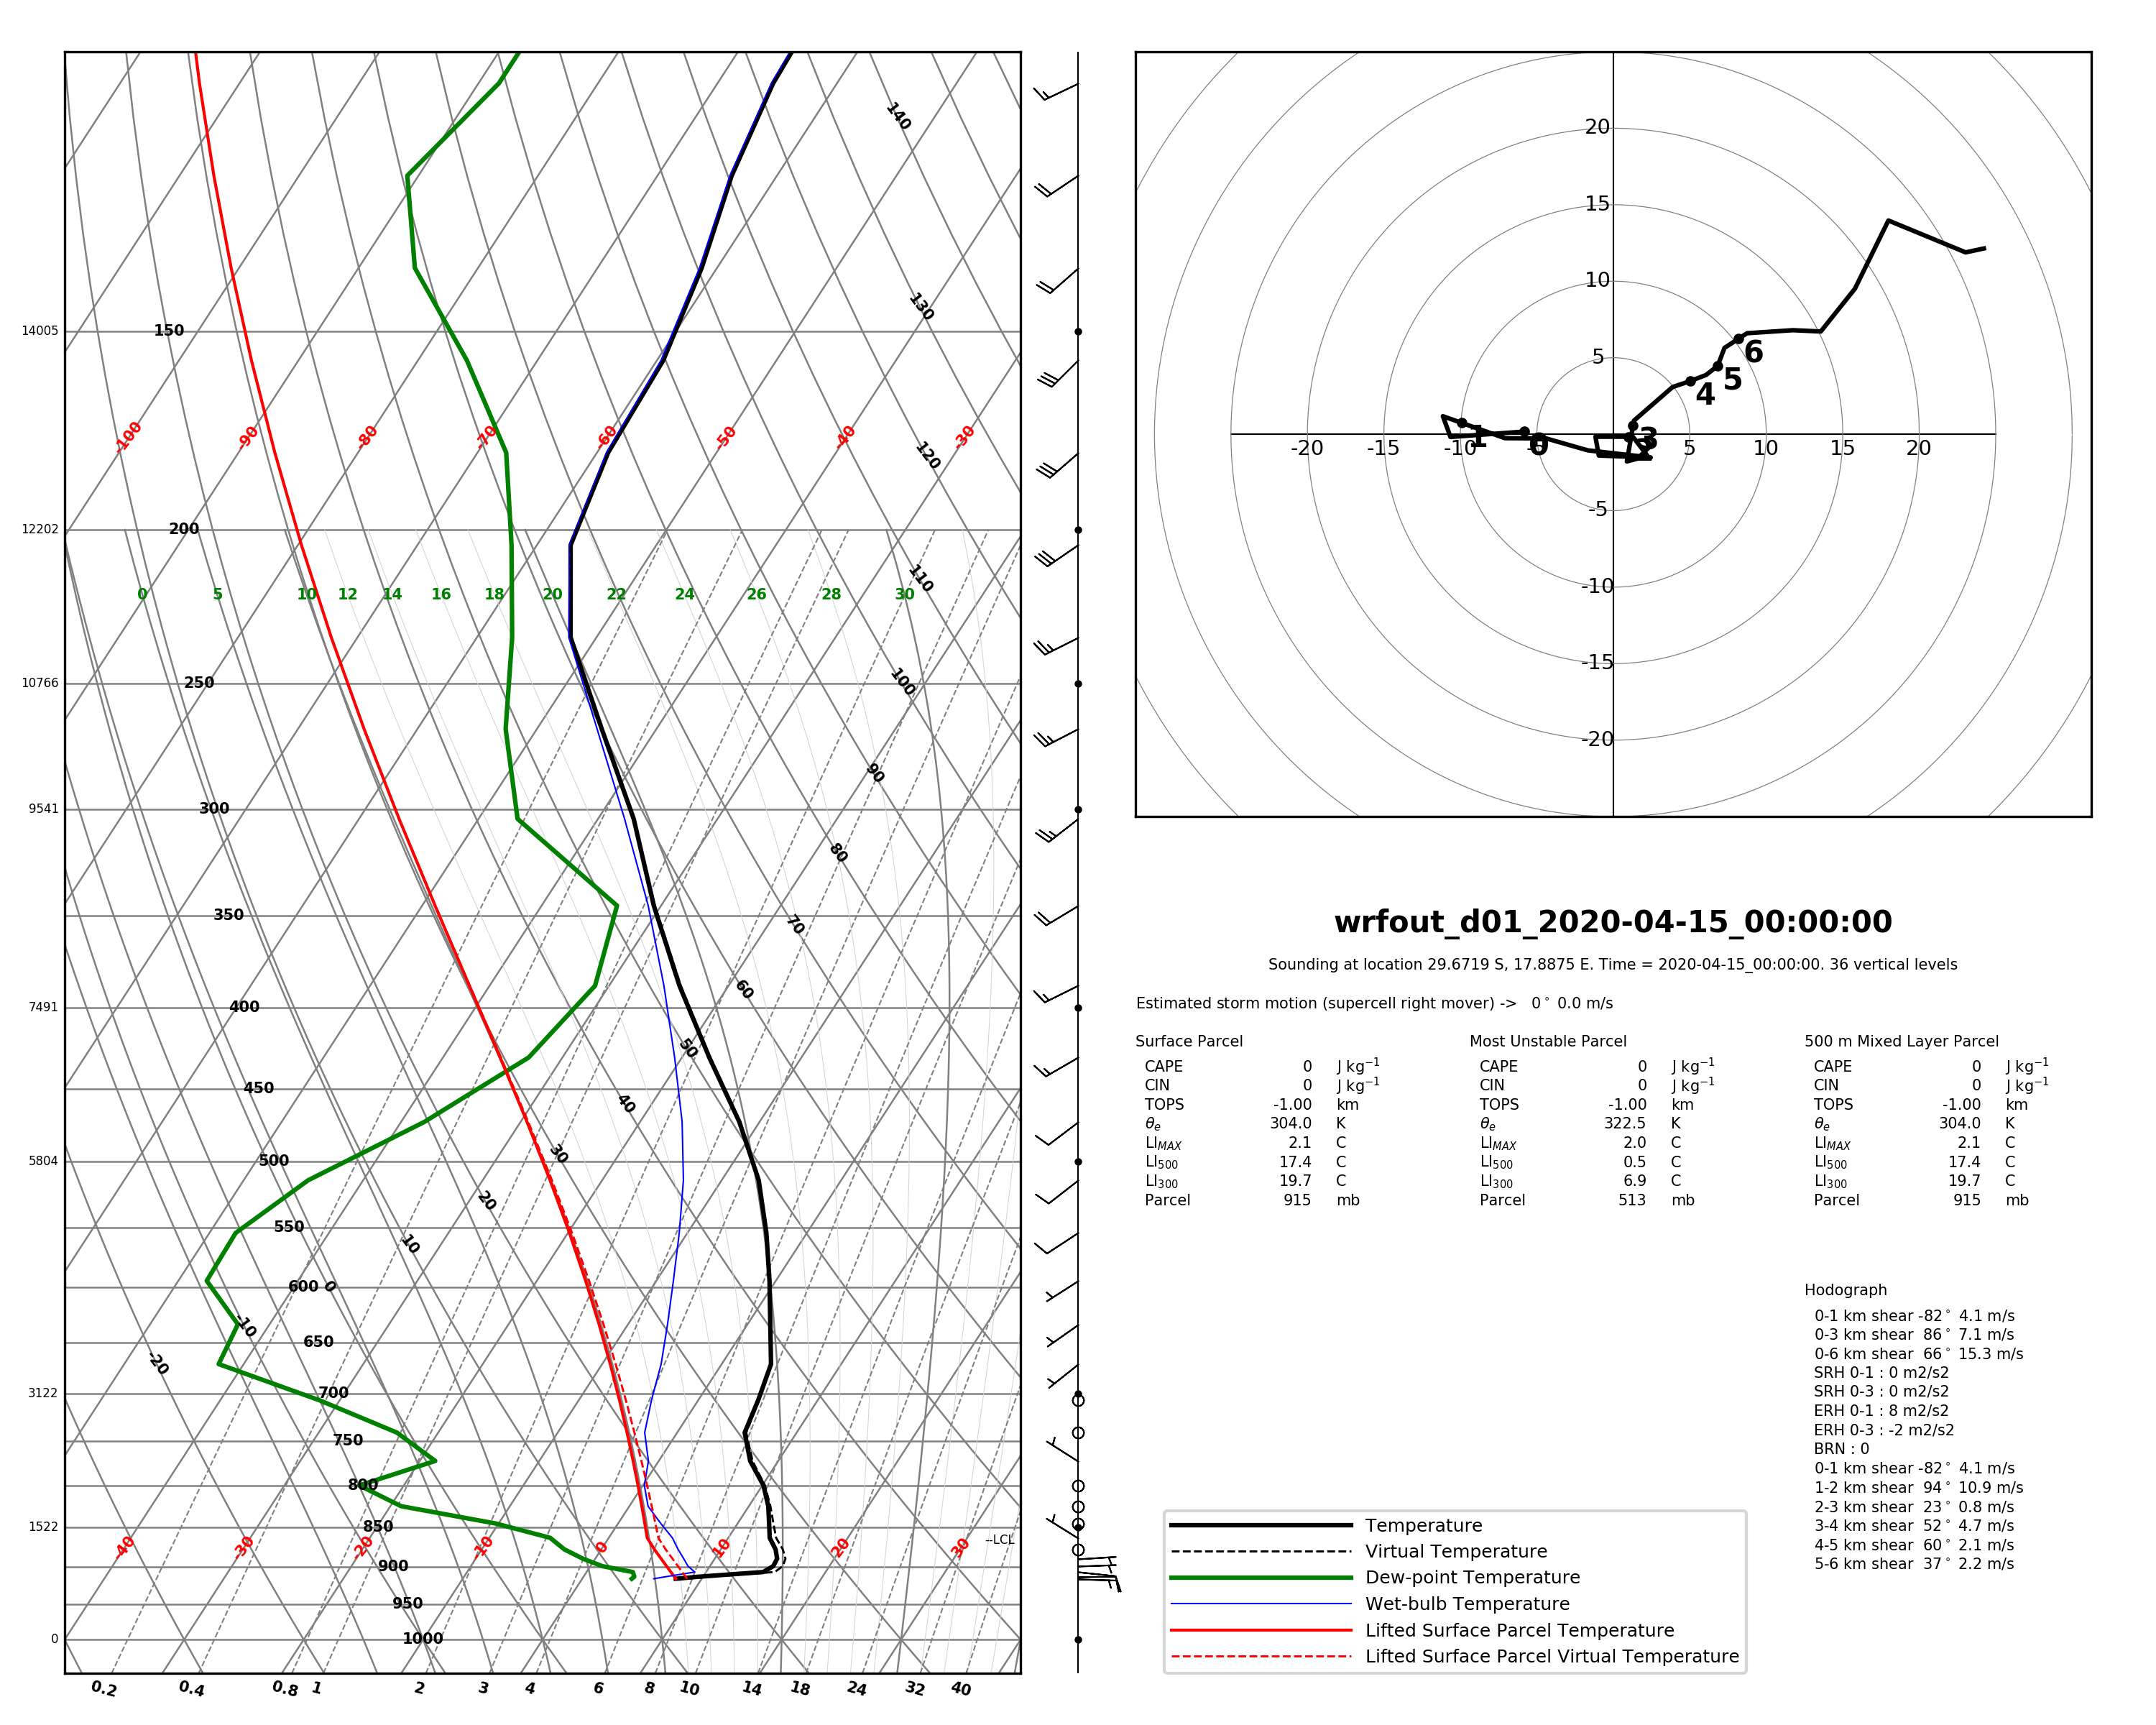 140
130
14005 150
-100 -90 -80 -70 -60 -50 -40 -30
120
12202 200
110
0 5 10 12 14 16 18 20 22 24 26 28 30
100
10766 250
90
9541 300
80
350
70
60
7491 400
50
450
40
5804 500
30
20
550
10
600 0
-10
650
-20
3122 700
750
800
1522 850
--LCL
-40 -30 -20 -10 0 10 20 30
900
950
0 1000
0.2 0.4 0.8 1 2 3 4 6 8 10 14 18 24 32 40
20
15
10
5
6
5
4
1 0 3
-20 -15 -10 5 10 15 20
-5
-10
-15
-20
wrfout_d01_2020-04-15_00:00:00
Sounding at location 29.6719 S, 17.8875 E. Time = 2020-04-15_00:00:00. 36 vertical levels
Estimated storm motion (supercell right mover) -> 0° 0.0 m/s
Surface Parcel
CAPE 0 J kg⁻¹
CIN 0 J kg⁻¹
TOPS -1.00 km
θe 304.0 K
LIMAX 2.1 C
LI500 17.4 C
LI300 19.7 C
Parcel 915 mb
Most Unstable Parcel
CAPE 0 J kg⁻¹
CIN 0 J kg⁻¹
TOPS -1.00 km
θe 322.5 K
LIMAX 2.0 C
LI500 0.5 C
LI300 6.9 C
Parcel 513 mb
500 m Mixed Layer Parcel
CAPE 0 J kg⁻¹
CIN 0 J kg⁻¹
TOPS -1.00 km
θe 304.0 K
LIMAX 2.1 C
LI500 17.4 C
LI300 19.7 C
Parcel 915 mb
Hodograph
0-1 km shear -82° 4.1 m/s
0-3 km shear 86° 7.1 m/s
0-6 km shear 66° 15.3 m/s
SRH 0-1 : 0 m2/s2
SRH 0-3 : 0 m2/s2
ERH 0-1 : 8 m2/s2
ERH 0-3 : -2 m2/s2
BRN : 0
0-1 km shear -82° 4.1 m/s
1-2 km shear 94° 10.9 m/s
2-3 km shear 23° 0.8 m/s
3-4 km shear 52° 4.7 m/s
4-5 km shear 60° 2.1 m/s
5-6 km shear 37° 2.2 m/s
Temperature
Virtual Temperature
Dew-point Temperature
Wet-bulb Temperature
Lifted Surface Parcel Temperature
Lifted Surface Parcel Virtual Temperature